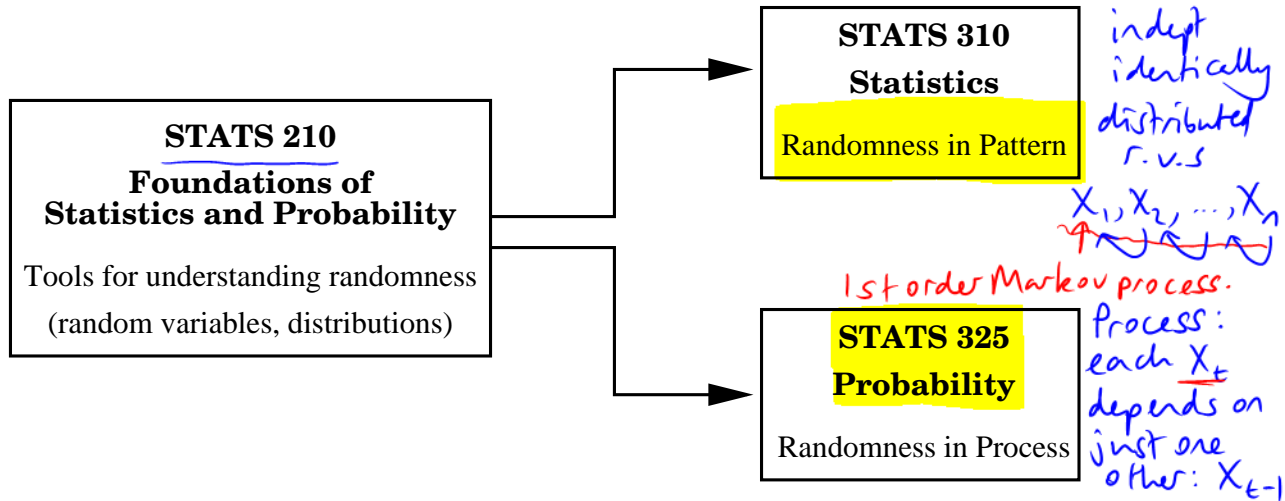 STATS 210
Foundations of
Statistics and Probability
Tools for understanding randomness
(random variables, distributions)
STATS 310
Statistics
Randomness in Pattern
indept
identically
distributed
r.v.s
X₁, X₂, ..., Xₙ
1st order Markov process.
STATS 325
Probability
Randomness in Process
Process:
each Xₜ
depends on
just one
other: Xₜ₋₁